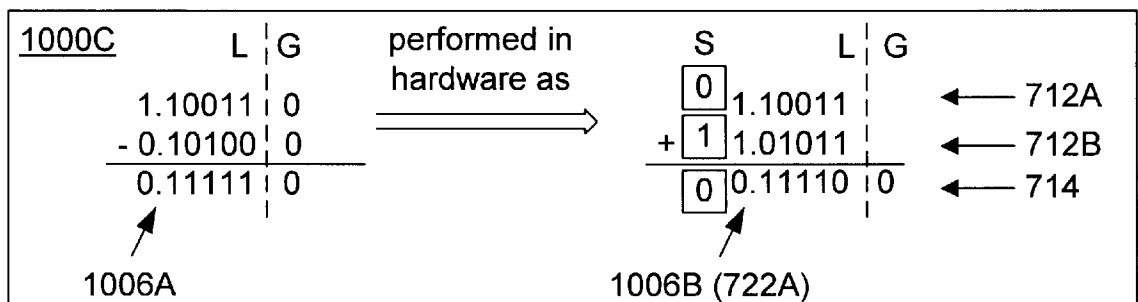 1000C L G performed in S L G
hardware as
1.10011 0 0 1.10011 712A
- 0.10100 0 + 1 1.01011 712B
0.11111 0 0 0.11110 0 714
1006A 1006B (722A)